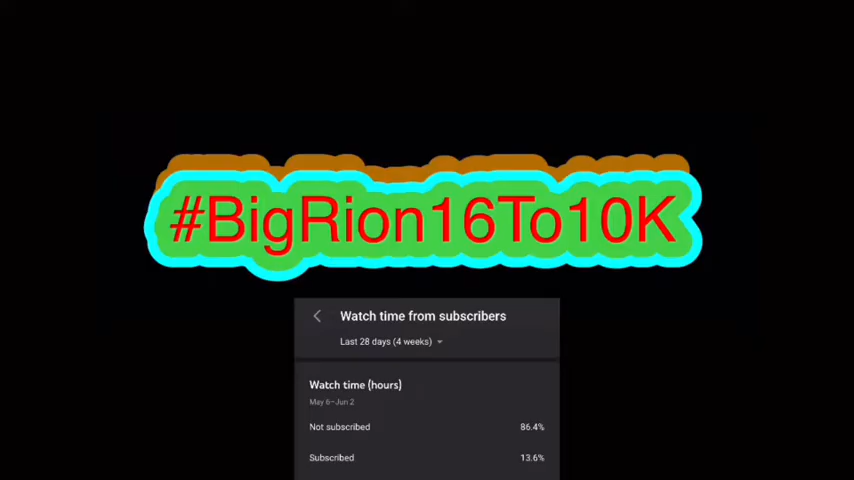 #BigRion16To10K
Watch time from subscribers
Last 28 days (4 weeks)
Watch time (hours)
May 6–Jun 2
Not subscribed 86.4%
Subscribed 13.6%